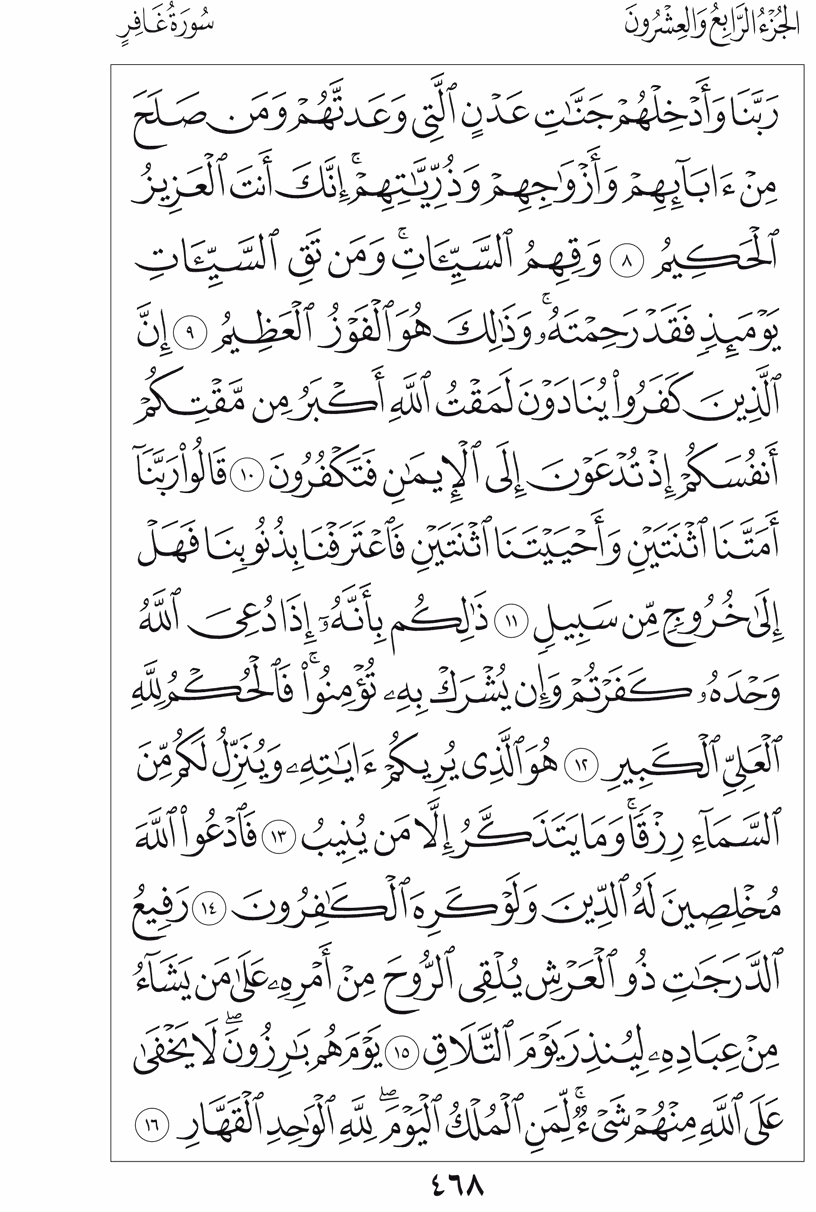 الجُزْءُ الرَّابِعُ وَالعِشْرُونَ
سُورَةُ غَافِرٍ
رَبَّنَا وَأَدْخِلْهُمْ جَنَّٰتِ عَدْنٍ ٱلَّتِي وَعَدتَّهُمْ وَمَن صَلَحَ
مِنْ ءَابَآئِهِمْ وَأَزْوَٰجِهِمْ وَذُرِّيَّٰتِهِمْۚ إِنَّكَ أَنتَ ٱلْعَزِيزُ
ٱلْحَكِيمُ ٨ وَقِهِمُ ٱلسَّيِّـَٔاتِۚ وَمَن تَقِ ٱلسَّيِّـَٔاتِ
يَوْمَئِذٍ فَقَدْ رَحِمْتَهُۥۚ وَذَٰلِكَ هُوَ ٱلْفَوْزُ ٱلْعَظِيمُ ٩ إِنَّ
ٱلَّذِينَ كَفَرُوا۟ يُنَادَوْنَ لَمَقْتُ ٱللَّهِ أَكْبَرُ مِن مَّقْتِكُمْ
أَنفُسَكُمْ إِذْ تُدْعَوْنَ إِلَى ٱلْإِيمَٰنِ فَتَكْفُرُونَ ١٠ قَالُوا۟ رَبَّنَآ
أَمَتَّنَا ٱثْنَتَيْنِ وَأَحْيَيْتَنَا ٱثْنَتَيْنِ فَٱعْتَرَفْنَا بِذُنُوبِنَا فَهَلْ
إِلَىٰ خُرُوجٍ مِّن سَبِيلٍ ١١ ذَٰلِكُم بِأَنَّهُۥٓ إِذَا دُعِيَ ٱللَّهُ
وَحْدَهُۥ كَفَرْتُمْ وَإِن يُشْرَكْ بِهِۦ تُؤْمِنُوا۟ۚ فَٱلْحُكْمُ لِلَّهِ
ٱلْعَلِيِّ ٱلْكَبِيرِ ١٢ هُوَ ٱلَّذِي يُرِيكُمْ ءَايَٰتِهِۦ وَيُنَزِّلُ لَكُم مِّنَ
ٱلسَّمَآءِ رِزْقًاۚ وَمَا يَتَذَكَّرُ إِلَّا مَن يُنِيبُ ١٣ فَٱدْعُوا۟ ٱللَّهَ
مُخْلِصِينَ لَهُ ٱلدِّينَ وَلَوْ كَرِهَ ٱلْكَٰفِرُونَ ١٤ رَفِيعُ
ٱلدَّرَجَٰتِ ذُو ٱلْعَرْشِ يُلْقِي ٱلرُّوحَ مِنْ أَمْرِهِۦ عَلَىٰ مَن يَشَآءُ
مِنْ عِبَادِهِۦ لِيُنذِرَ يَوْمَ ٱلتَّلَاقِ ١٥ يَوْمَ هُم بَٰرِزُونَۖ لَا يَخْفَىٰ
عَلَى ٱللَّهِ مِنْهُمْ شَيْءٌۚ لِّمَنِ ٱلْمُلْكُ ٱلْيَوْمَۖ لِلَّهِ ٱلْوَٰحِدِ ٱلْقَهَّارِ ١٦
٤٦٨